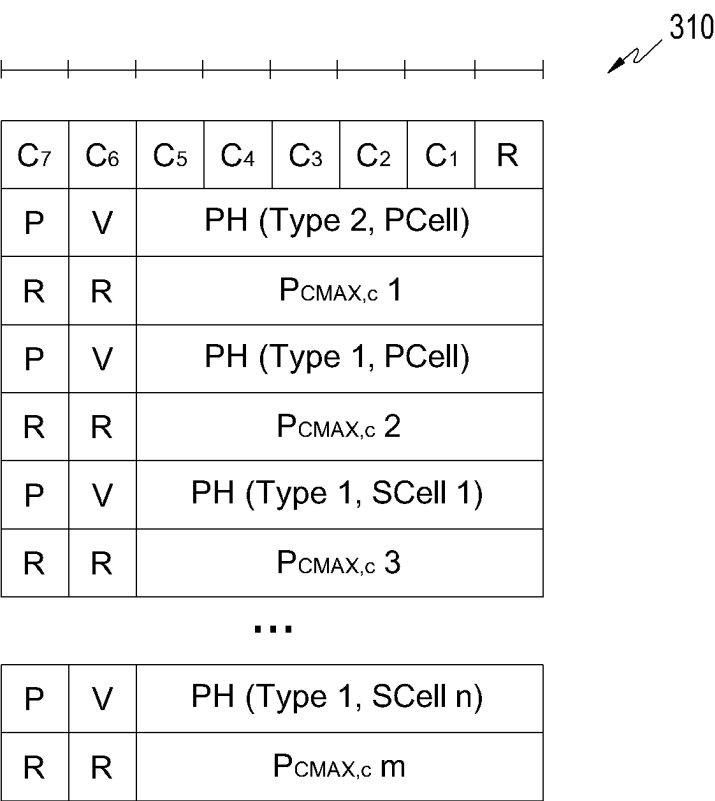 310
C7 C6 C5 C4 C3 C2 C1 R
P V PH (Type 2, PCell)
R R PCMAX,c 1
P V PH (Type 1, PCell)
R R PCMAX,c 2
P V PH (Type 1, SCell 1)
R R PCMAX,c 3
...
P V PH (Type 1, SCell n)
R R PCMAX,c m